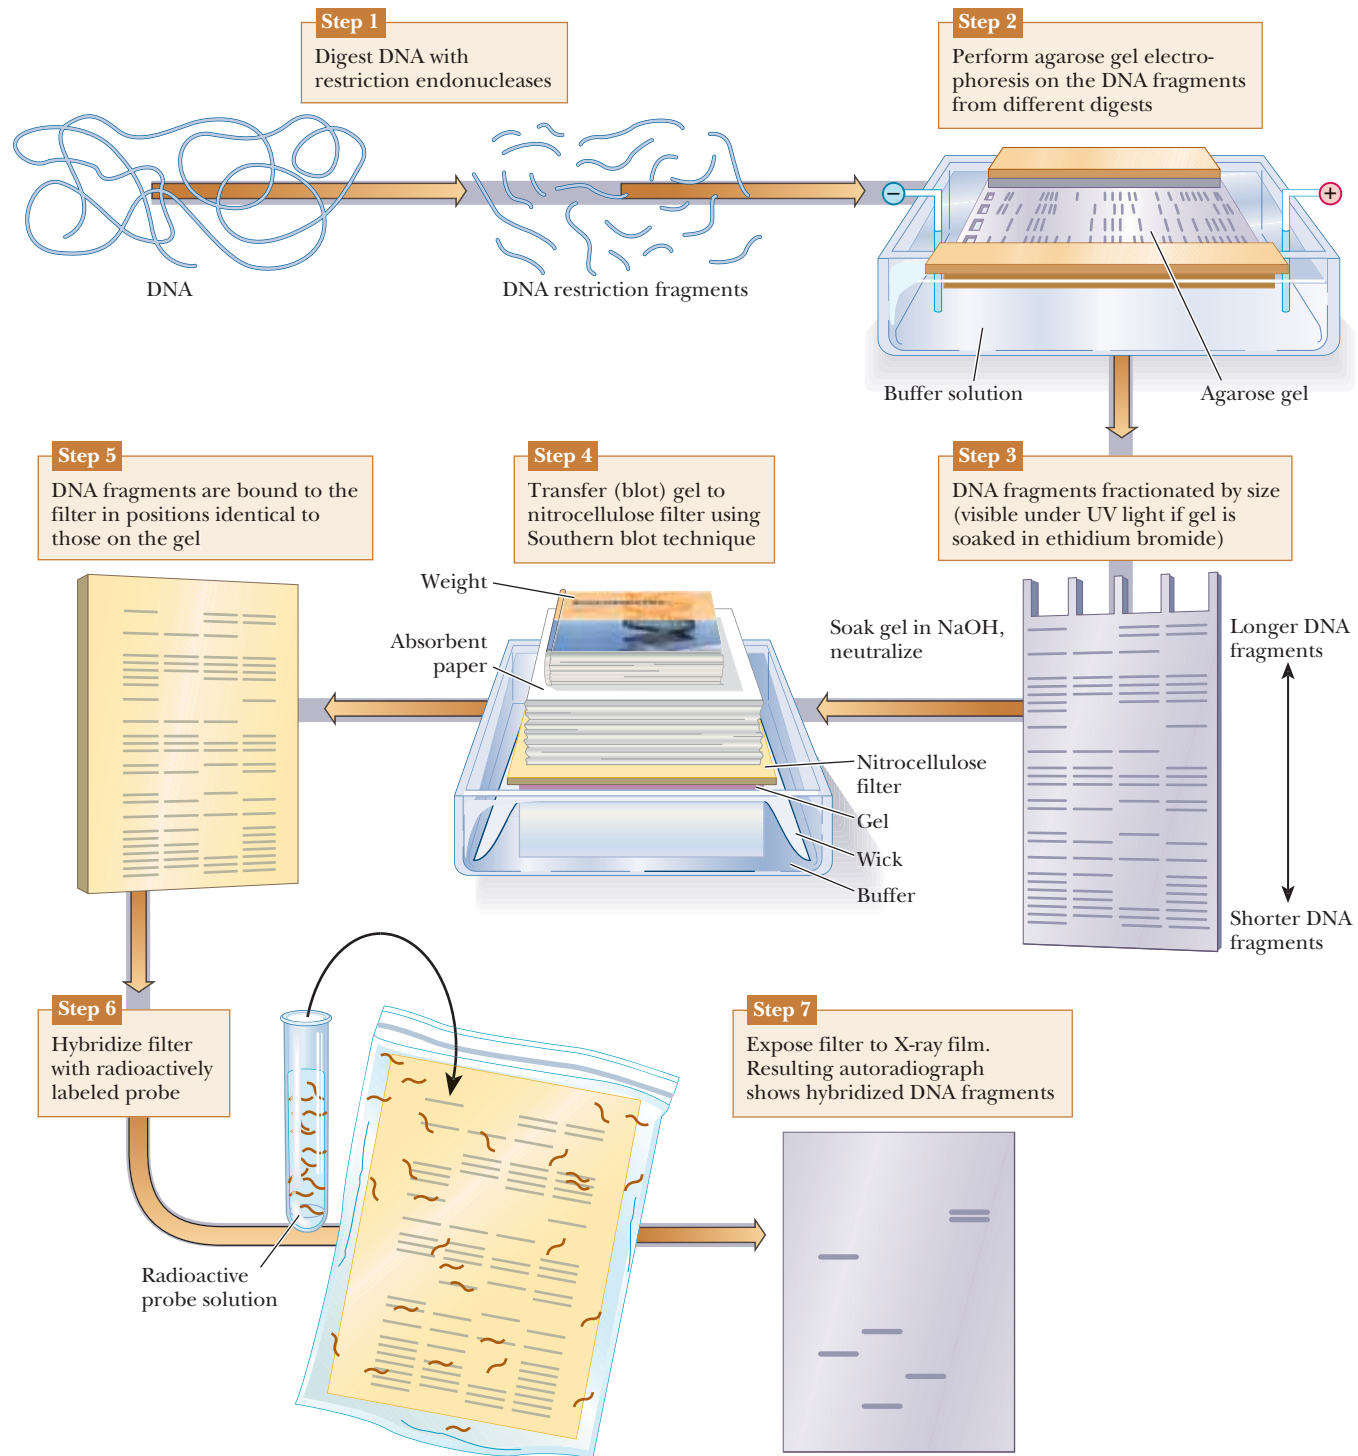 Step 1
Digest DNA with
restriction endonucleases
DNA
DNA restriction fragments
Step 2
Perform agarose gel electro-
phoresis on the DNA fragments
from different digests
−
+
Buffer solution
Agarose gel
Step 3
DNA fragments fractionated by size
(visible under UV light if gel is
soaked in ethidium bromide)
Longer DNA
fragments
Shorter DNA
fragments
Soak gel in NaOH,
neutralize
Step 4
Transfer (blot) gel to
nitrocellulose filter using
Southern blot technique
Weight
Absorbent
paper
Nitrocellulose
filter
Gel
Wick
Buffer
Step 5
DNA fragments are bound to the
filter in positions identical to
those on the gel
Step 6
Hybridize filter
with radioactively
labeled probe
Radioactive
probe solution
Step 7
Expose filter to X-ray film.
Resulting autoradiograph
shows hybridized DNA fragments